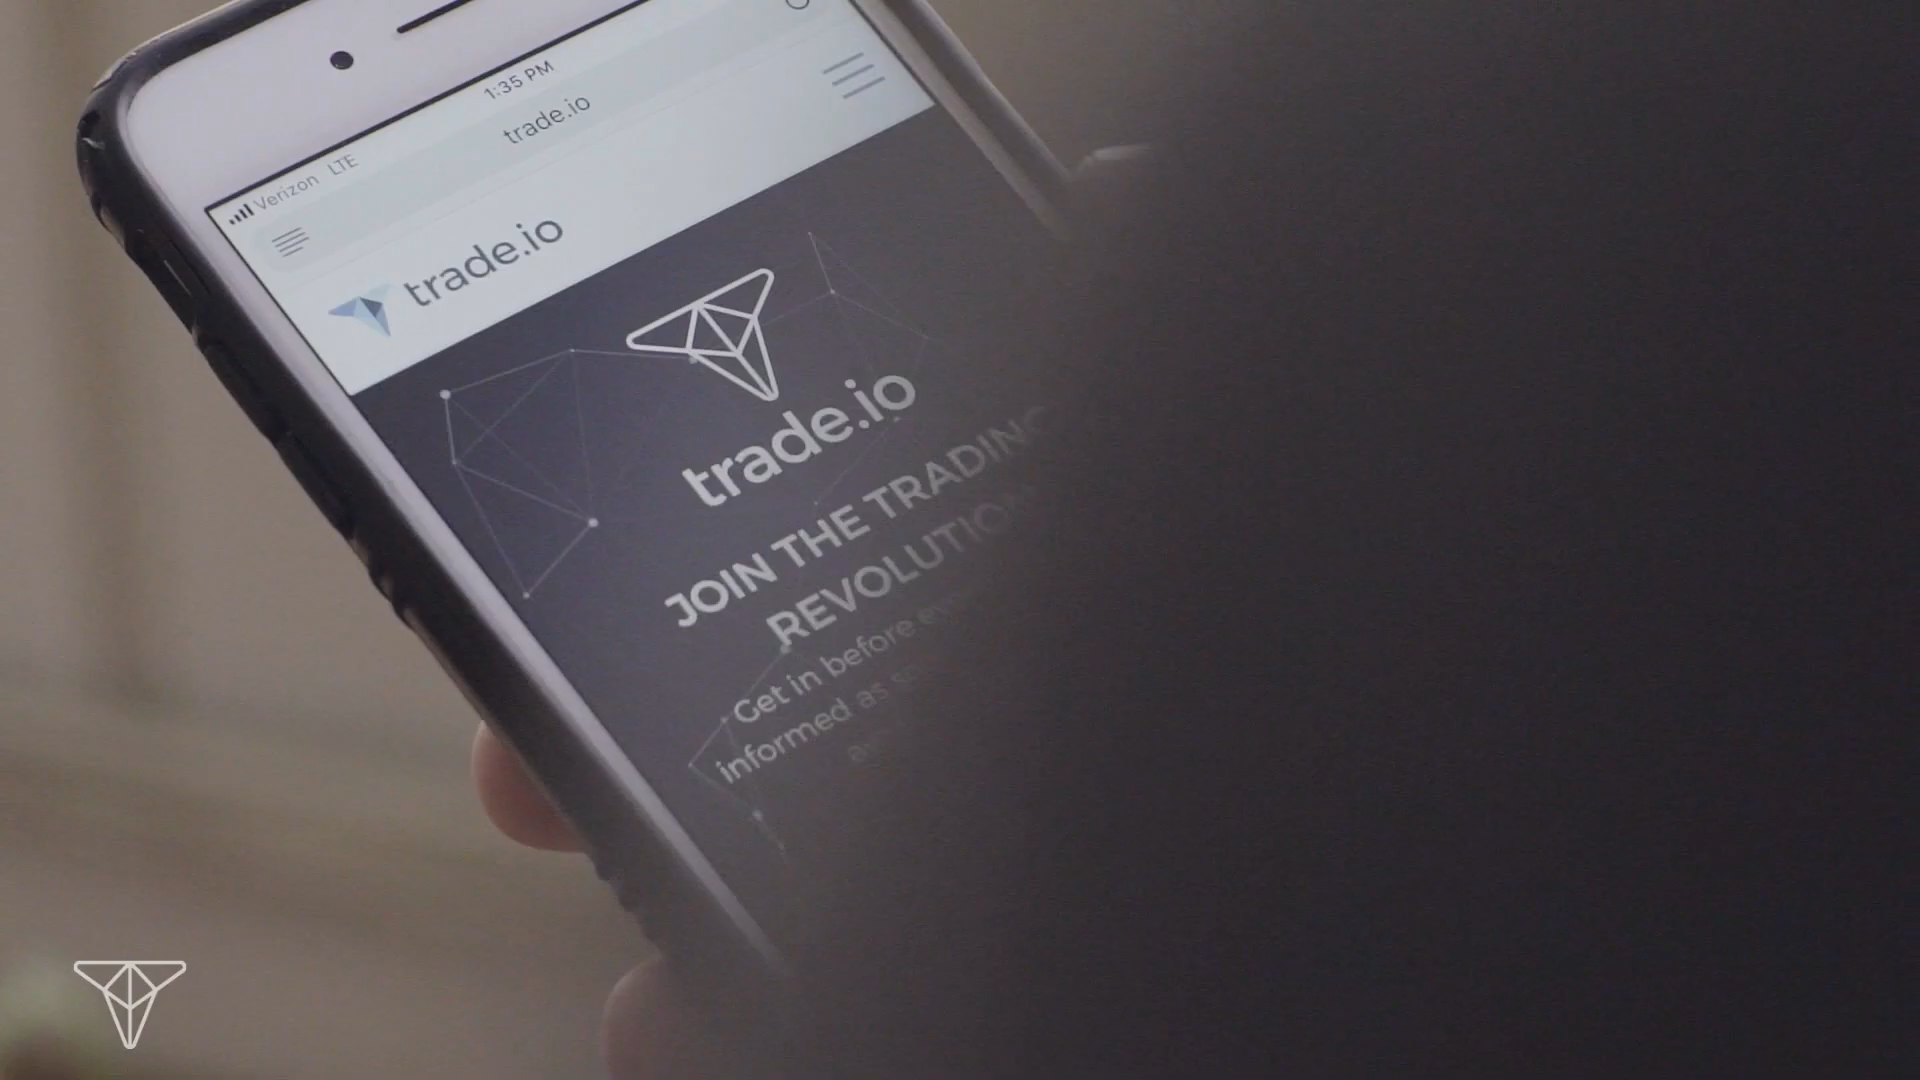 1:35 PM
Verizon LTE
trade.io
trade.io
trade.io
JOIN THE TRADING
REVOLUTION
Get in before
informed as